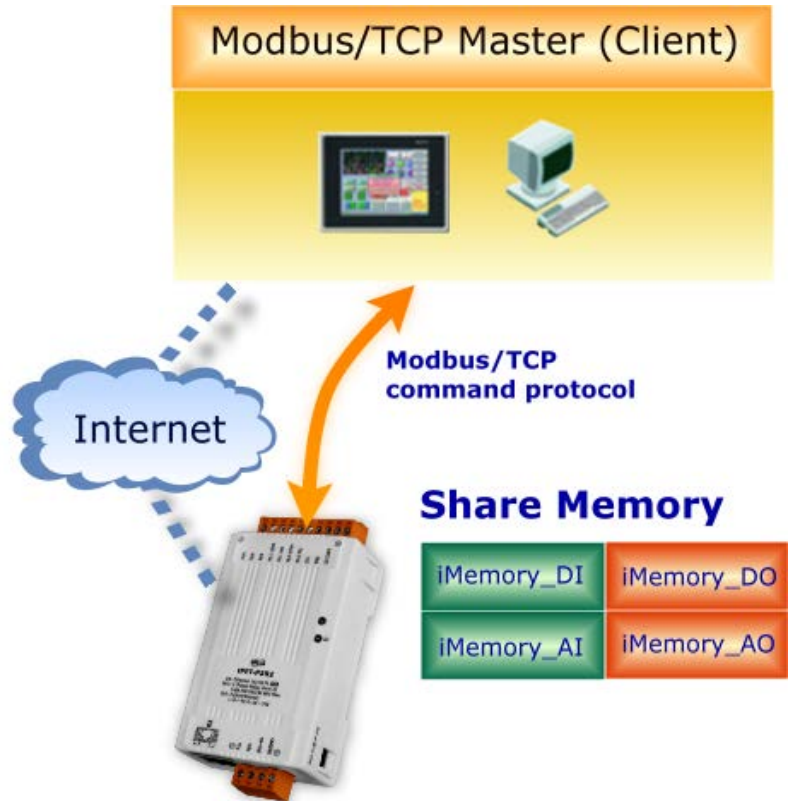 Modbus/TCP Master (Client)
Modbus/TCP
command protocol
Internet
Share Memory
iMemory_DI
iMemory_DO
iMemory_AI
iMemory_AO